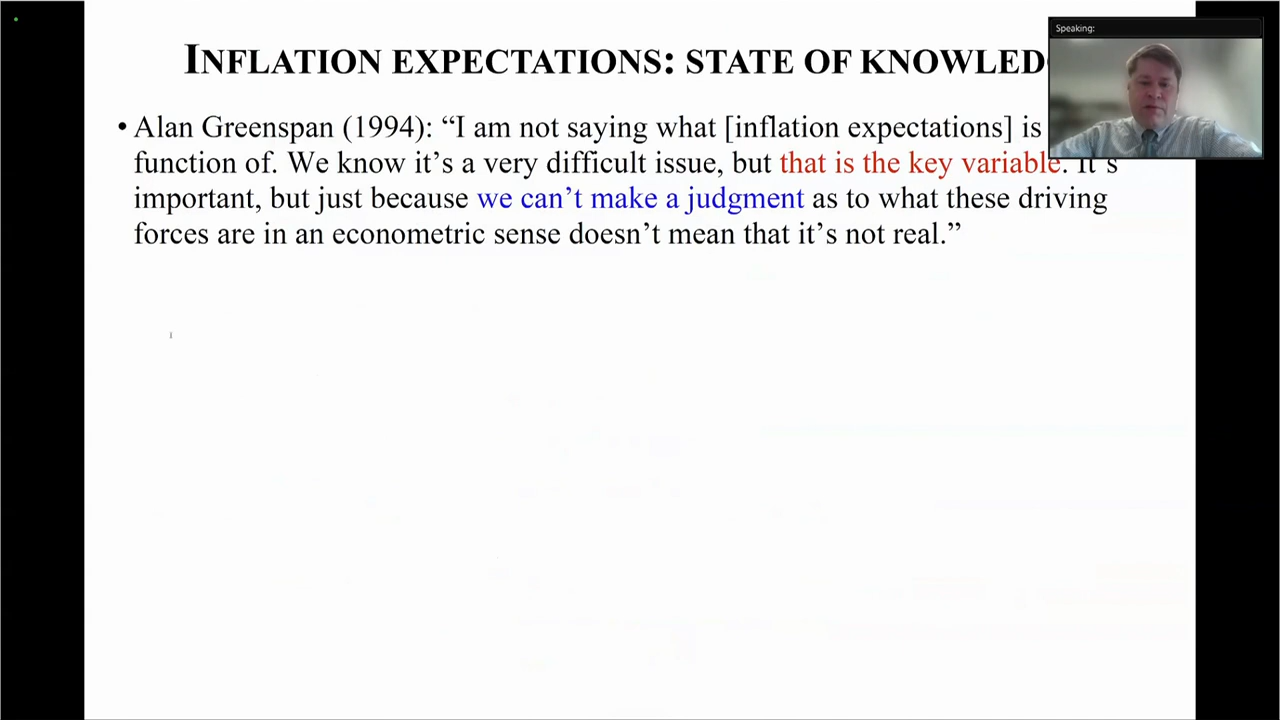 INFLATION EXPECTATIONS: STATE OF KNOWLED
Speaking:
• Alan Greenspan (1994): “I am not saying what [inflation expectations] is
function of. We know it’s a very difficult issue, but that is the key variable. It’s
important, but just because we can’t make a judgment as to what these driving
forces are in an econometric sense doesn’t mean that it’s not real.”